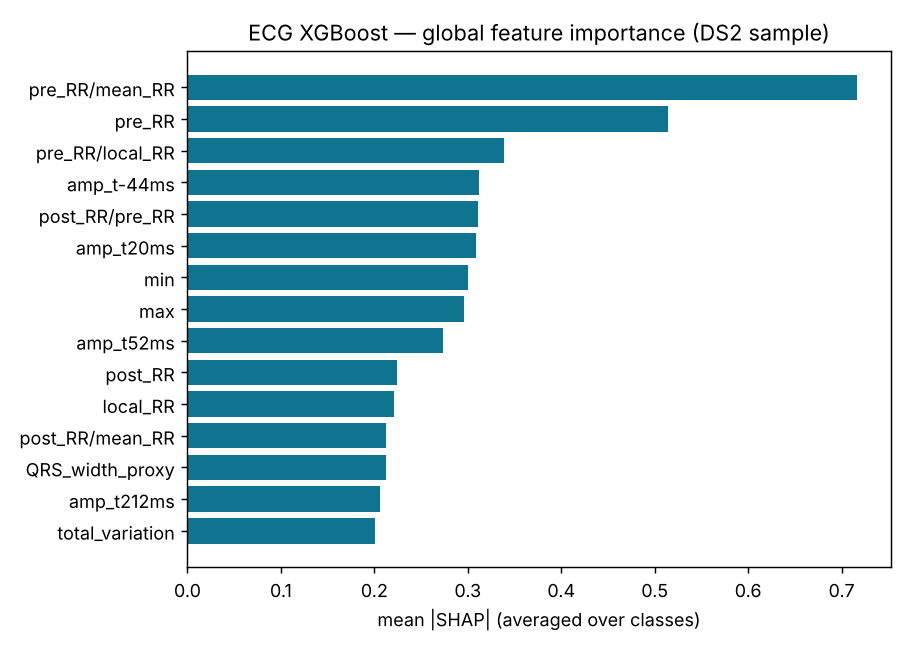 ECG XGBoost — global feature importance (DS2 sample)
pre_RR/mean_RR
pre_RR
pre_RR/local_RR
amp_t-44ms
post_RR/pre_RR
amp_t20ms
min
max
amp_t52ms
post_RR
local_RR
post_RR/mean_RR
QRS_width_proxy
amp_t212ms
total_variation
0.0 0.1 0.2 0.3 0.4 0.5 0.6 0.7
mean |SHAP| (averaged over classes)